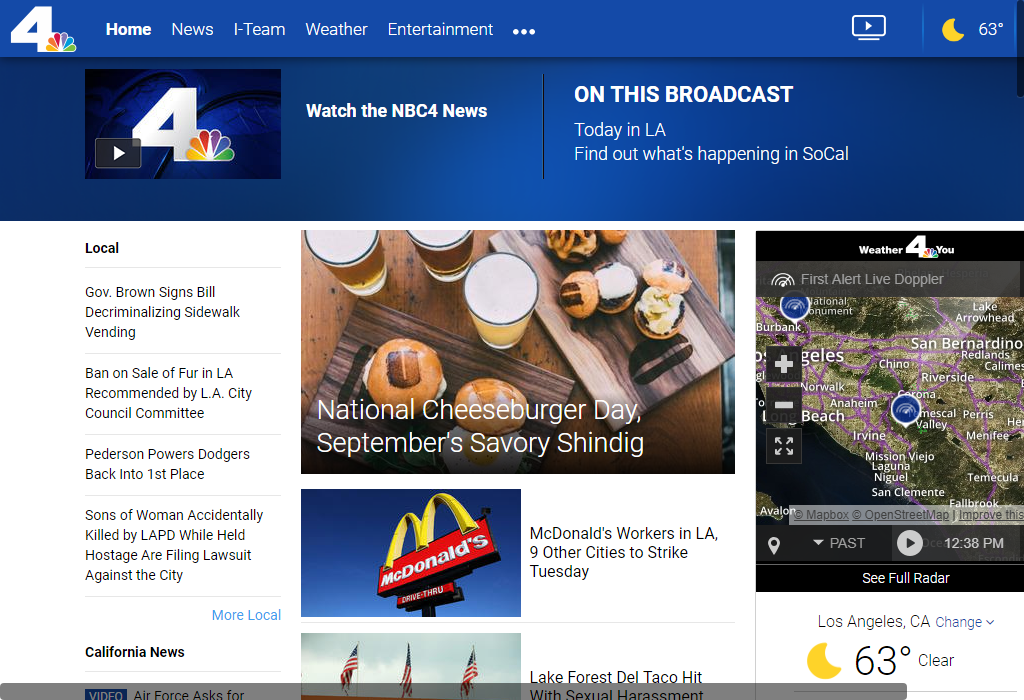 4
Home
News
I-Team
Weather
Entertainment
63°
4
Watch the NBC4 News
ON THIS BROADCAST
Today in LA
Find out what's happening in SoCal
Local
Gov. Brown Signs Bill
Decriminalizing Sidewalk
Vending
Ban on Sale of Fur in LA
Recommended by L.A. City
Council Committee
Pederson Powers Dodgers
Back Into 1st Place
Sons of Woman Accidentally
Killed by LAPD While Held
Hostage Are Filing Lawsuit
Against the City
More Local
California News
VIDEO Air Force Asks for
National Cheeseburger Day,
September's Savory Shindig
McDonald's
DRIVE-THRU
McDonald's Workers in LA,
9 Other Cities to Strike
Tuesday
Lake Forest Del Taco Hit
With Sexual Harassment
Weather 4 You
First Alert Live Doppler
National
Lake
Arrowhead
Burbank
San Bernardino
Redlands
Chino
Calimes
Riverside
Norwalk
Corona
Anaheim
Long Beach
Valley
Perris
Irvine
Menifee
Mission Viejo
Laguna
Niguel
Temecula
San Clemente
Fallbrook
Avalon
© Mapbox © OpenStreetMap | Improve this
PAST
12:38 PM
See Full Radar
Los Angeles, CA Change
63° Clear